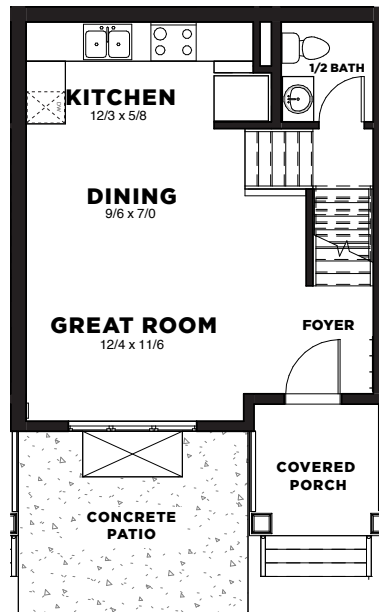 1/2 BATH
KITCHEN
12/3 x 5/8
DW
DINING
9/6 x 7/0
GREAT ROOM
12/4 x 11/6
FOYER
COVERED
PORCH
CONCRETE
PATIO